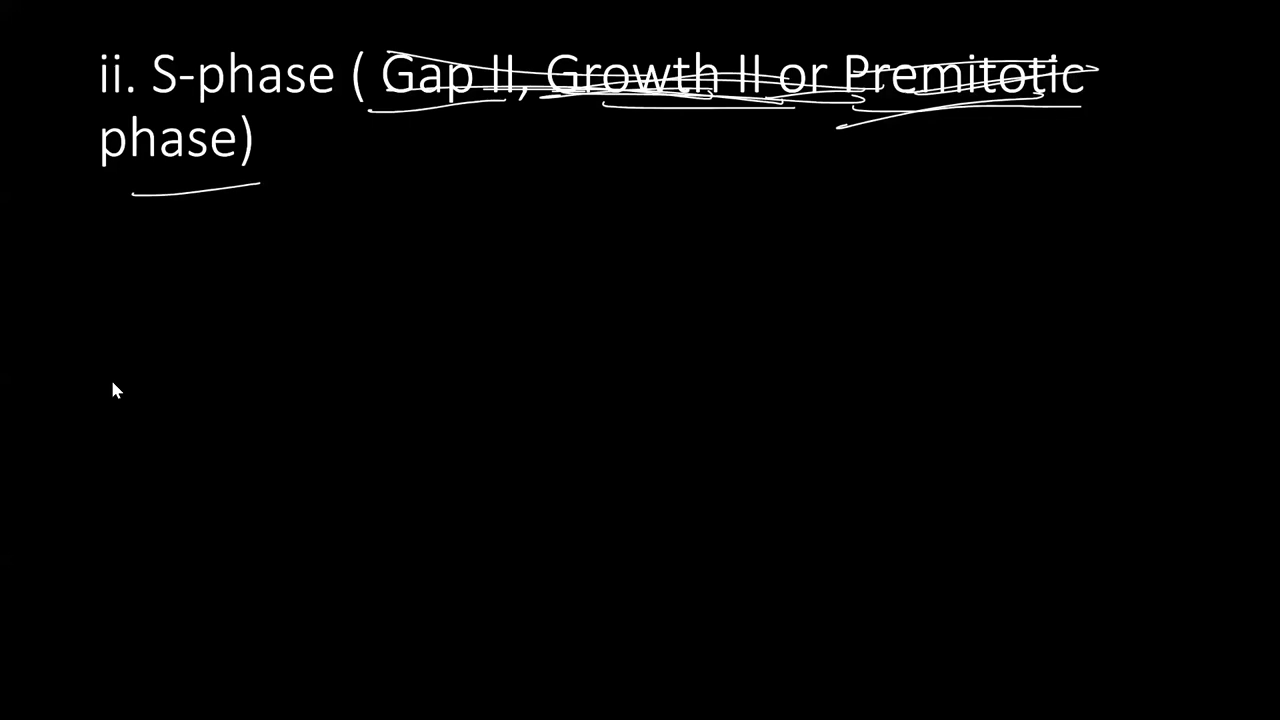 ii. S-phase ( Gap II, Growth II or Premitotic
phase)